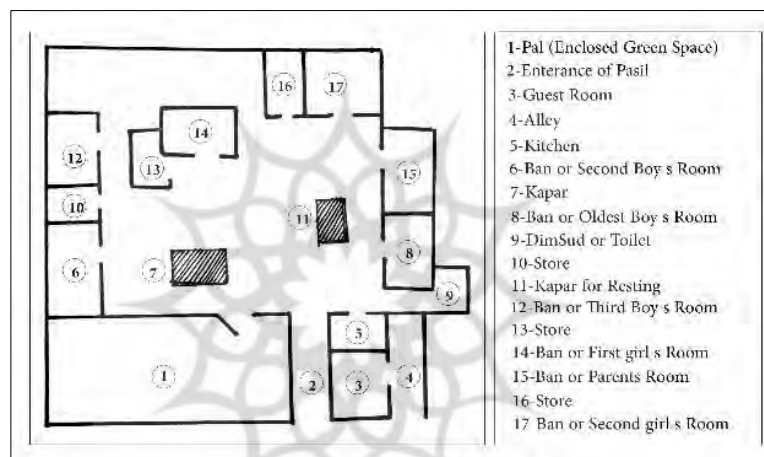 16
17
14
12
13
15
10
11
6
7
8
9
5
1
2
3
4
1-Pal (Enclosed Green Space)
2-Enterance of Pasil
3-Guest Room
4-Alley
5-Kitchen
6-Ban or Second Boy s Room
7-Kapar
8-Ban or Oldest Boy s Room
9-DimSud or Toilet
10-Store
11-Kapar for Resting
12-Ban or Third Boy s Room
13-Store
14-Ban or First girl s Room
15-Ban or Parents Room
16-Store
17 Ban or Second girl s Room